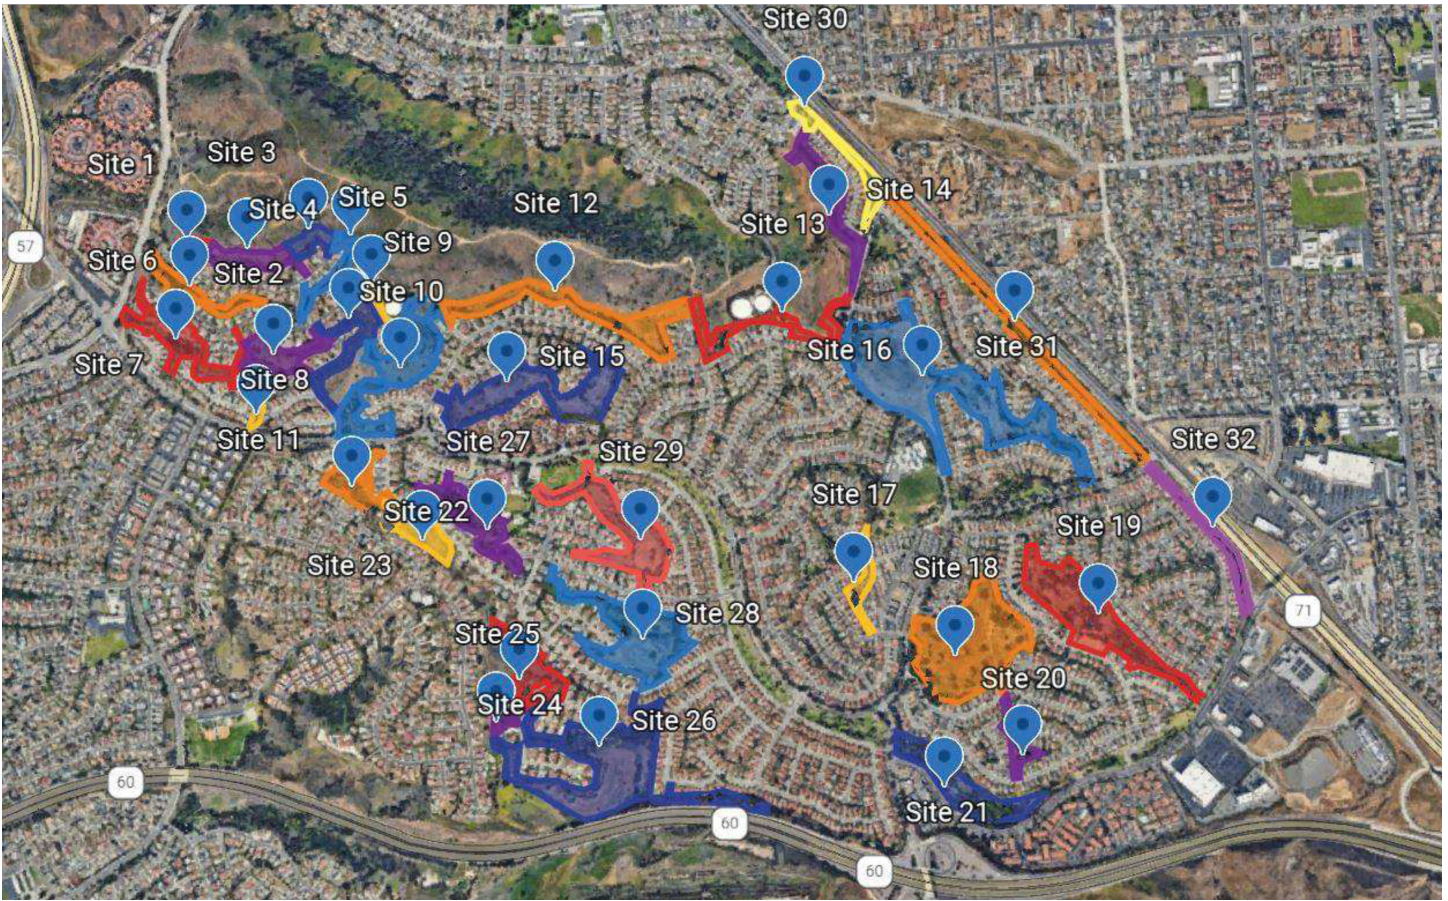 Site 30
Site 1
Site 3
Site 14
Site 4
Site 5
Site 12
Site 13
57
Site 6
Site 2
Site 9
Site 10
Site 7
Site 8
Site 15
Site 16
Site 31
Site 11
Site 27
Site 29
Site 32
Site 22
Site 17
Site 19
Site 23
Site 18
71
Site 28
Site 25
Site 20
Site 24
Site 26
60
60
Site 21
60